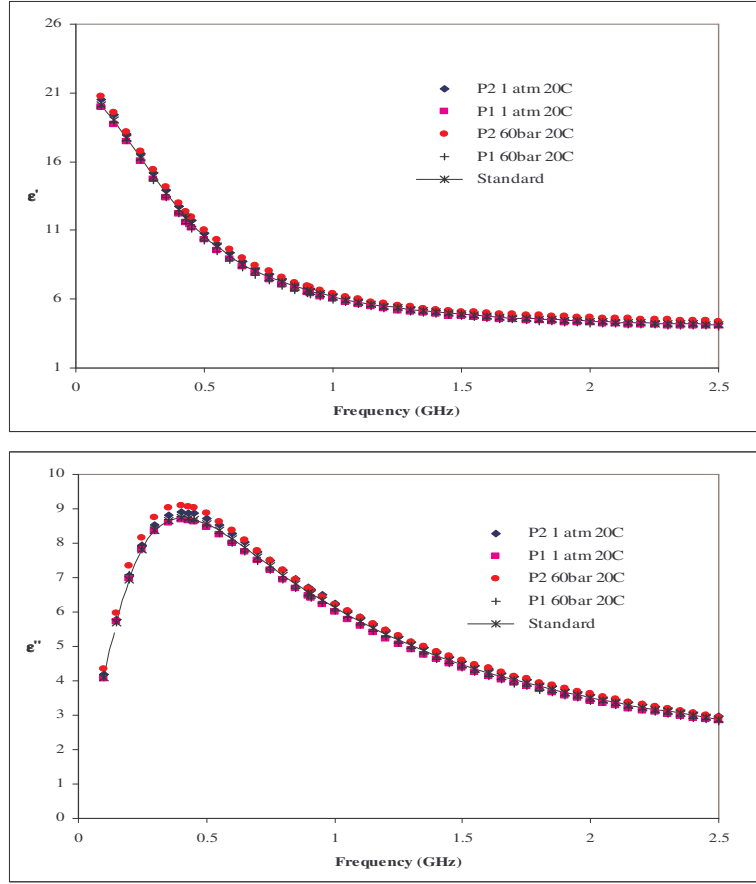 26
21
16
11
6
1
ε'
0
0.5
1
1.5
2
2.5
Frequency (GHz)
P2 1 atm 20C
P1 1 atm 20C
P2 60bar 20C
P1 60bar 20C
Standard
10
9
8
7
6
5
4
3
2
1
0
ε"
0
0.5
1
1.5
2
2.5
Frequency (GHz)
P2 1 atm 20C
P1 1 atm 20C
P2 60bar 20C
P1 60bar 20C
Standard